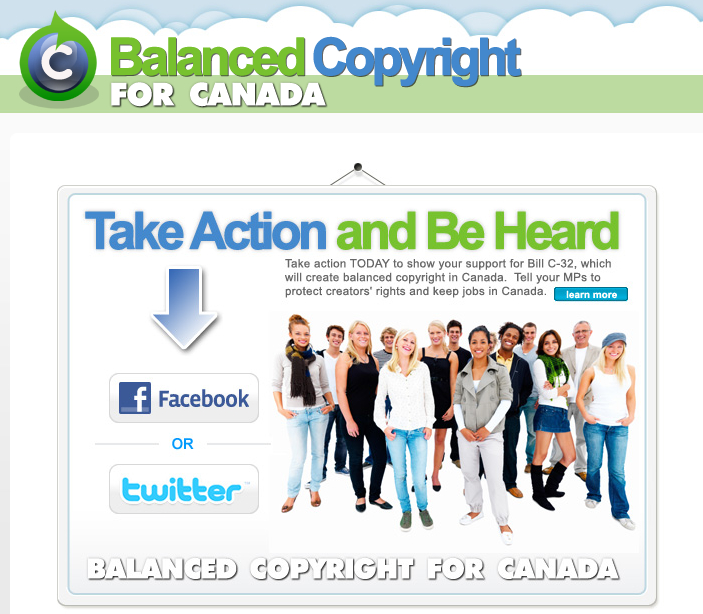 C
Balanced Copyright
FOR CANADA
Take Action and Be Heard
Take action TODAY to show your support for Bill C-32, which
will create balanced copyright in Canada. Tell your MPs to
protect creators' rights and keep jobs in Canada. learn more
f Facebook
OR
twitter™
BALANCED COPYRIGHT FOR CANADA